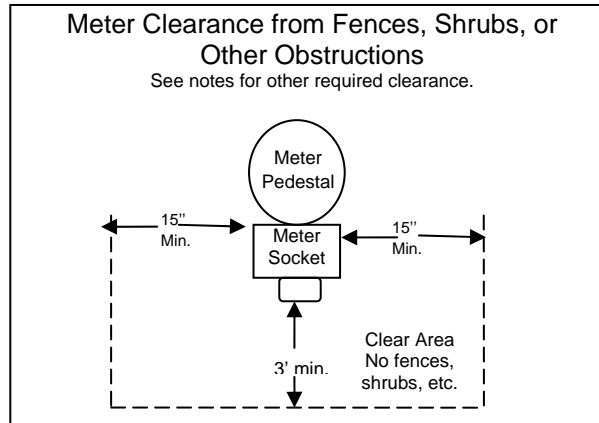 Meter Clearance from Fences, Shrubs, or
Other Obstructions
See notes for other required clearance.
Meter
Pedestal
15’’
Min.
Meter
Socket
15’’
Min.
3’ min.
Clear Area
No fences,
shrubs, etc.